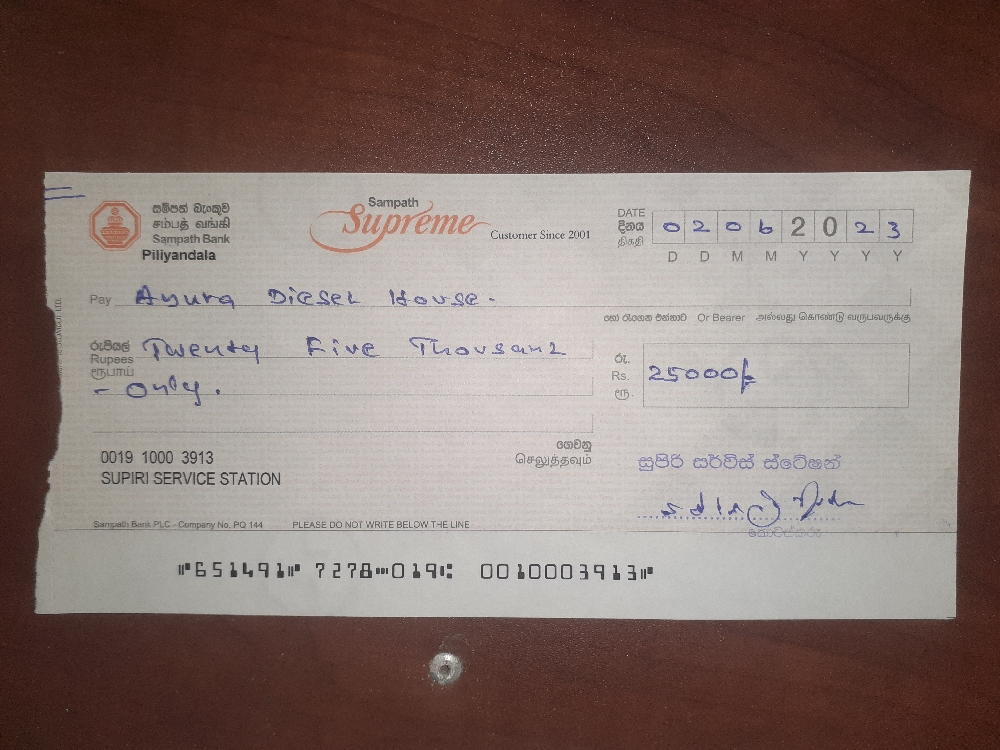 සම්පත් බැංකුව
சம்பத் வங்கி
Sampath Bank
Piliyandala
Sampath
Supreme
Customer Since 2001
DATE
දිනය
திகதி
0 2 0 6 2 0 2 3
D D M M Y Y Y Y
Pay Ayura Diesel House -
හෝ රැගෙන එන්නාට Or Bearer அல்லது கொண்டு வருபவருக்கு
රුපියල්
Rupees
ரூபாய்
Twenty Five Thousand
- Only.
රු.
Rs.
ரூ.
25000/-
ගෙවනු
செலுத்தவும்
0019 1000 3913
SUPIRI SERVICE STATION
සුපිරි සර්විස් ස්ටේෂන්
Sampath Bank PLC - Company No. PQ 144
PLEASE DO NOT WRITE BELOW THE LINE
⑈651491⑈ 7278⑉019⑆ 0010003913⑈